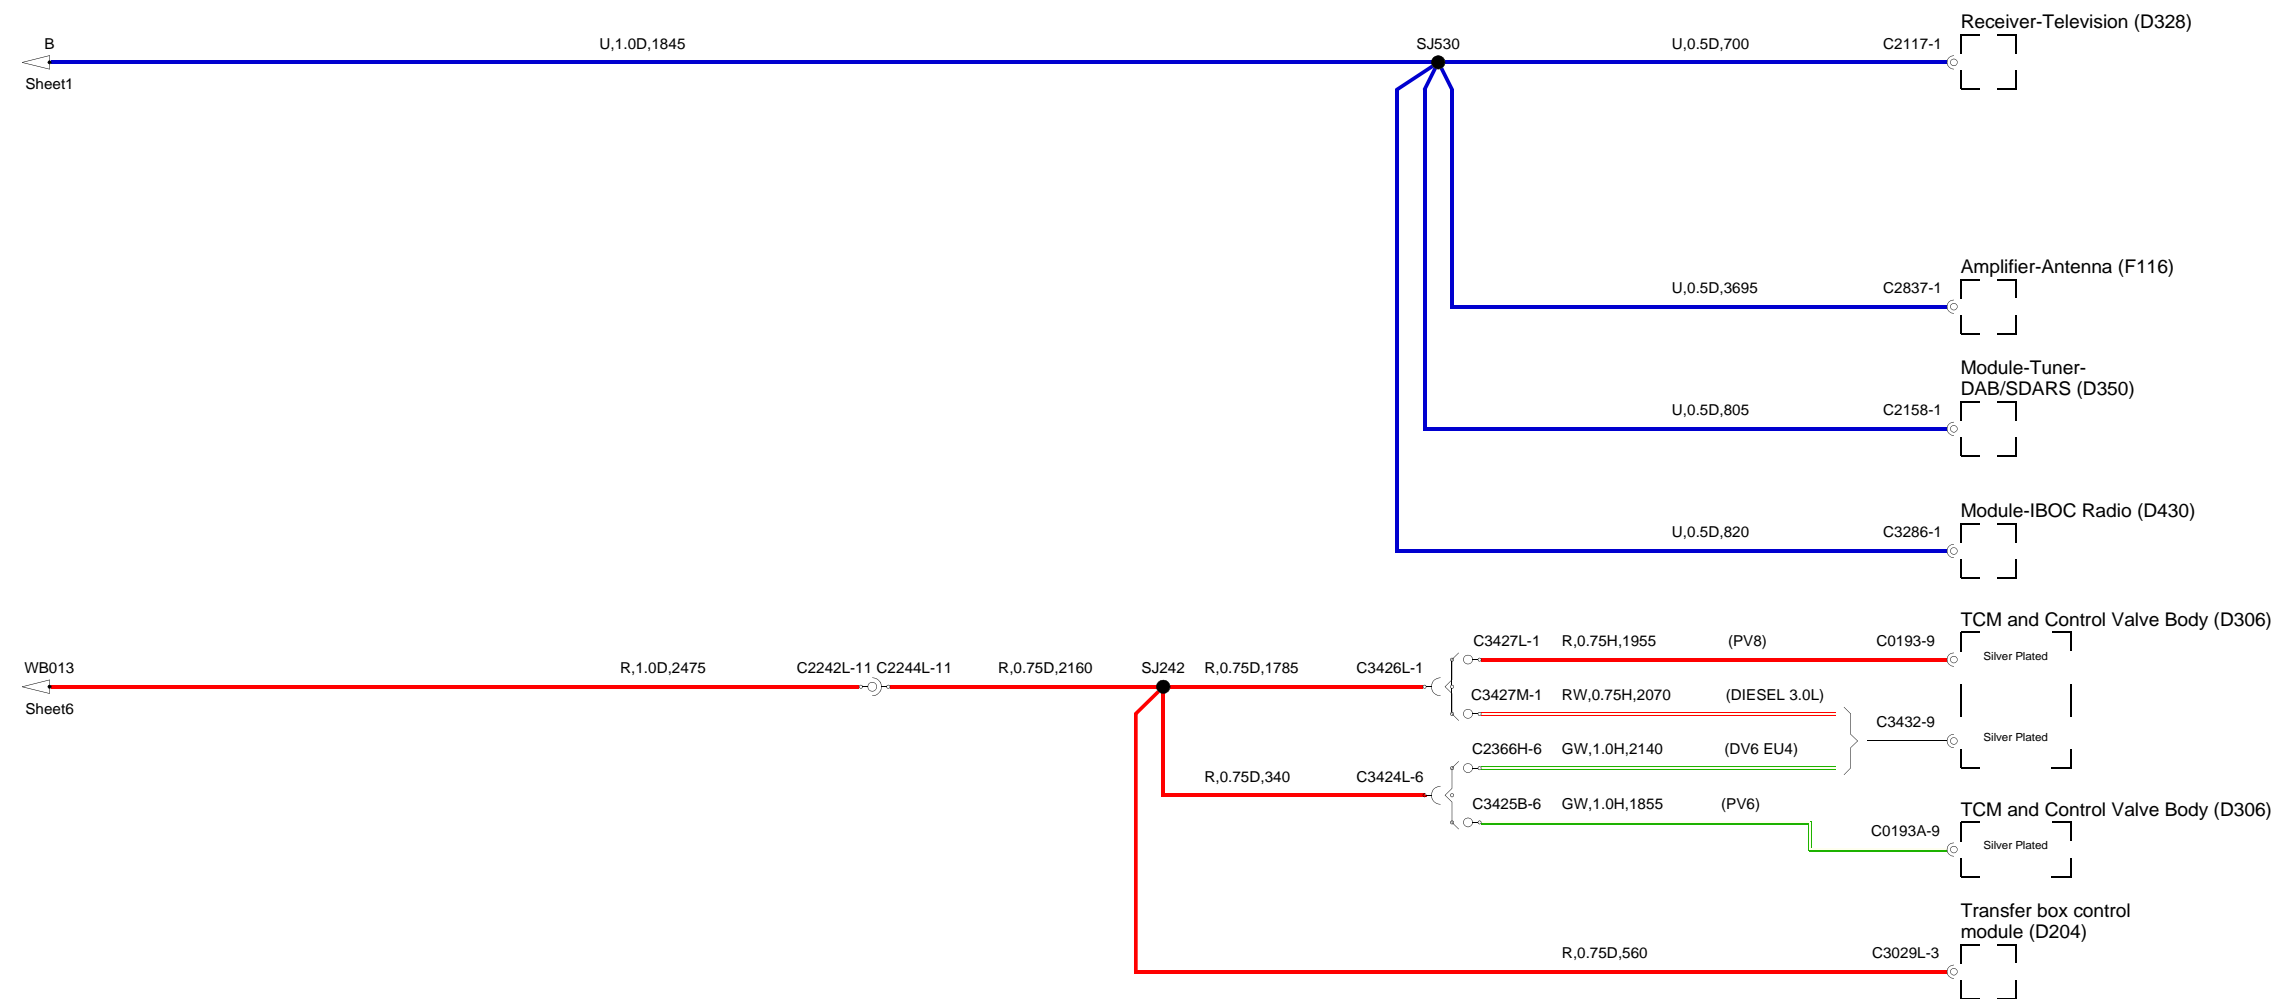 Receiver-Television (D328)
B
U,1.0D,1845
SJ530
U,0.5D,700
C2117-1
Sheet1
Amplifier-Antenna (F116)
U,0.5D,3695
C2837-1
Module-Tuner-
DAB/SDARS (D350)
U,0.5D,805
C2158-1
Module-IBOC Radio (D430)
U,0.5D,820
C3286-1
TCM and Control Valve Body (D306)
C3427L-1
R,0.75H,1955
(PV8)
C0193-9
Silver Plated
WB013
R,1.0D,2475
C2242L-11
C2244L-11
R,0.75D,2160
SJ242
R,0.75D,1785
C3426L-1
Sheet6
C3427M-1
RW,0.75H,2070
(DIESEL 3.0L)
C3432-9
Silver Plated
C2366H-6
GW,1.0H,2140
(DV6 EU4)
R,0.75D,340
C3424L-6
C3425B-6
GW,1.0H,1855
(PV6)
TCM and Control Valve Body (D306)
C0193A-9
Silver Plated
Transfer box control
module (D204)
R,0.75D,560
C3029L-3